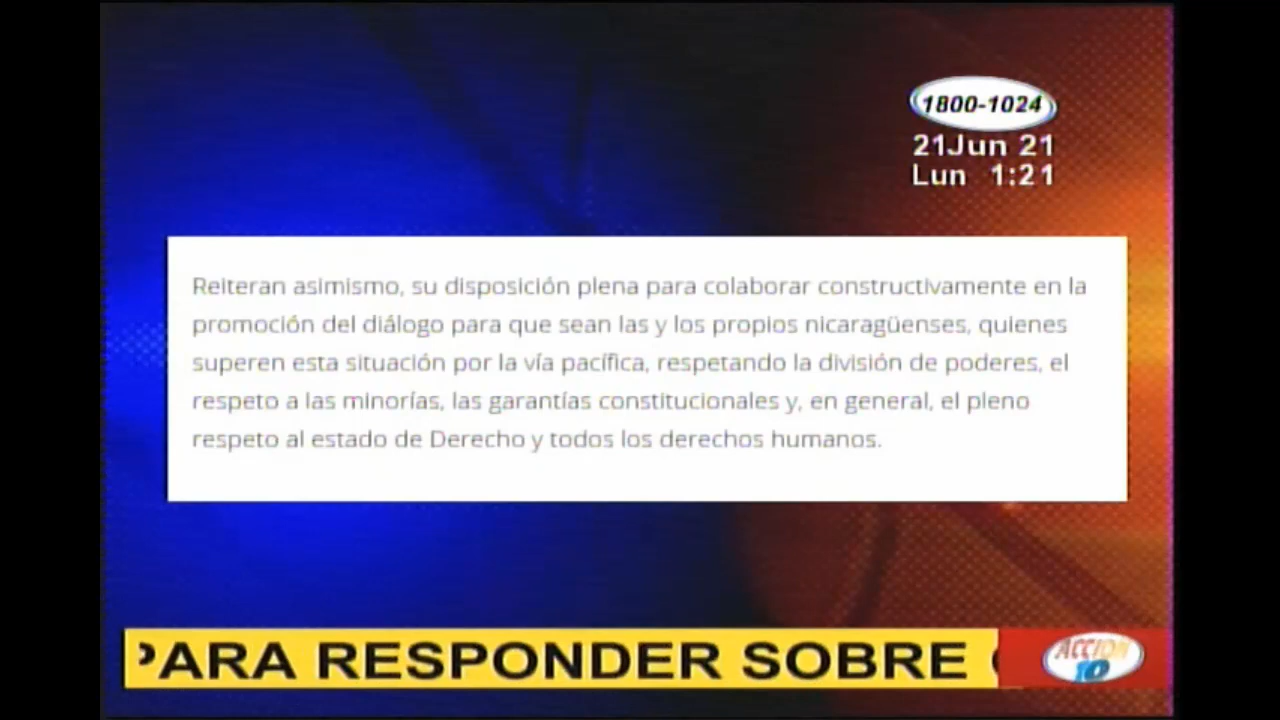 1800-1024
21Jun 21
Lun 1:21
Reiteran asimismo, su disposición plena para colaborar constructivamente en la
promoción del diálogo para que sean las y los propios nicaragüenses, quienes
superen esta situación por la vía pacífica, respetando la división de poderes, el
respeto a las minorías, las garantías constitucionales y, en general, el pleno
respeto al estado de Derecho y todos los derechos humanos.
PARA RESPONDER SOBRE
ACCION
10